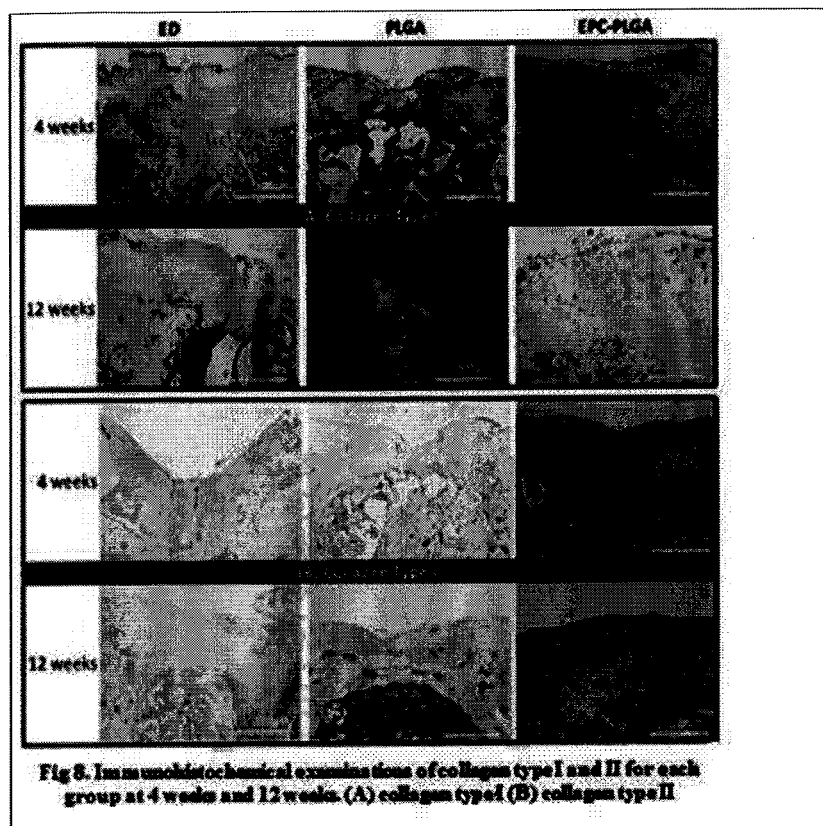 ED PLGA EPC-PLGA
4 weeks
12 weeks
4 weeks
12 weeks
Fig 8. Immunohistochemical examinations of collagen type I and II for each
group at 4 weeks and 12 weeks. (A) collagen type I (B) collagen type II